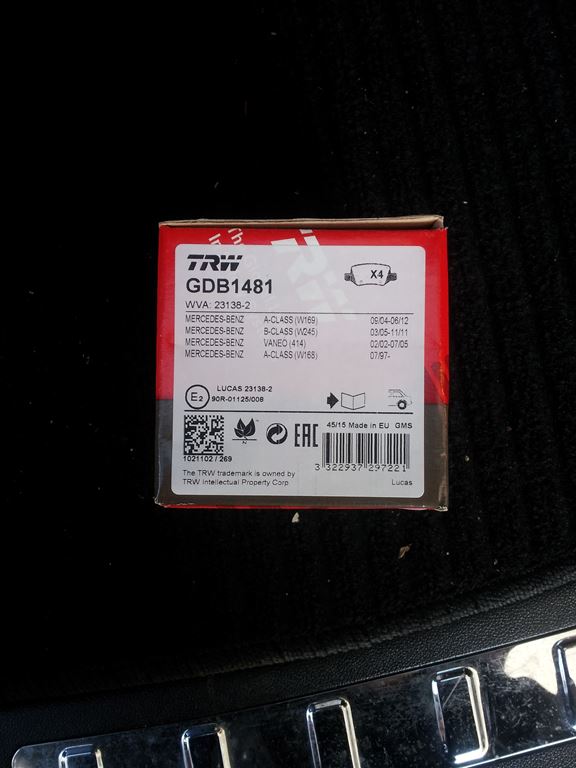 TRW
GDB1481
X4
WVA: 23138-2
MERCEDES-BENZ A-CLASS (W169) 09/04-06/12
MERCEDES-BENZ B-CLASS (W245) 03/05-11/11
MERCEDES-BENZ VANEO (414) 02/02-07/05
MERCEDES-BENZ A-CLASS (W168) 07/97-
E2
LUCAS 23138-2
90R-01125/008
45/15 Made in EU GMS
N
EAC
1021102 / 269
3 322937 297221
The TRW trademark is owned by
TRW Intellectual Property Corp
Lucas